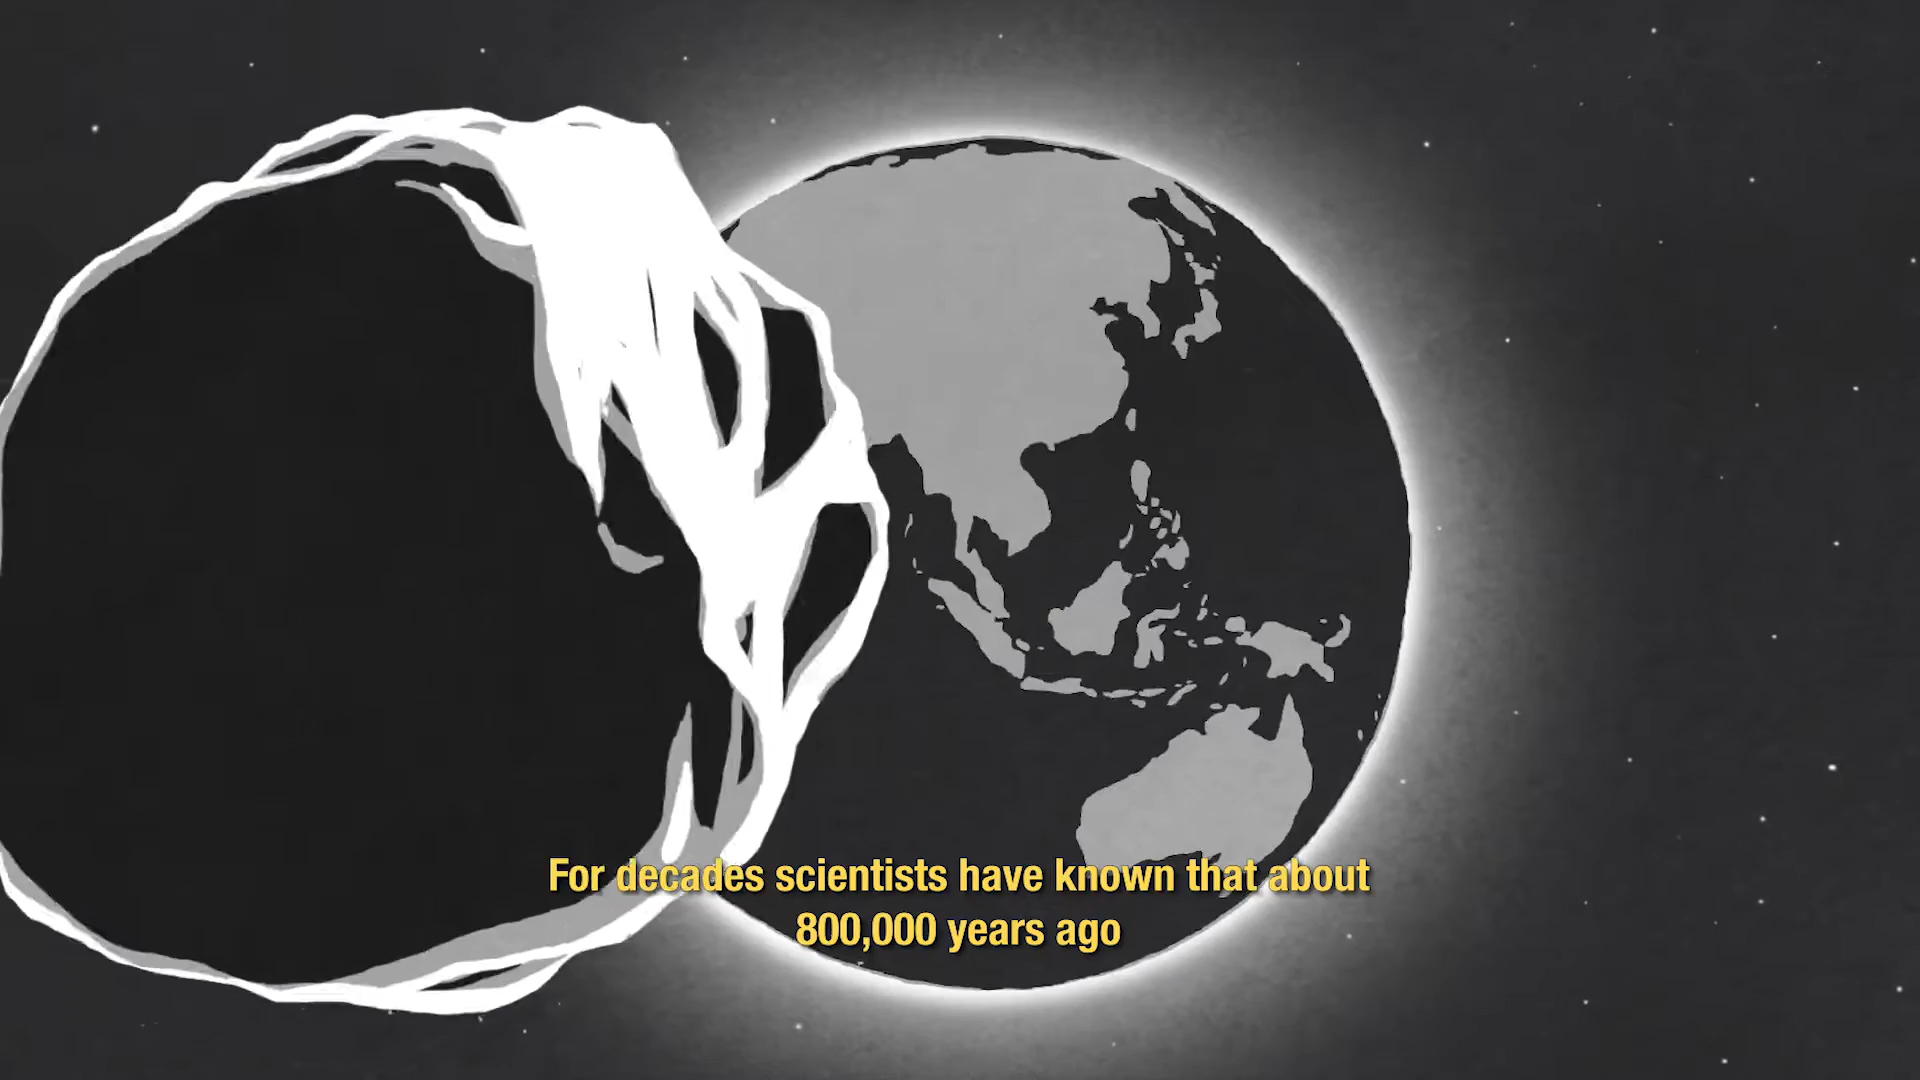 For decades scientists have known that about
800,000 years ago